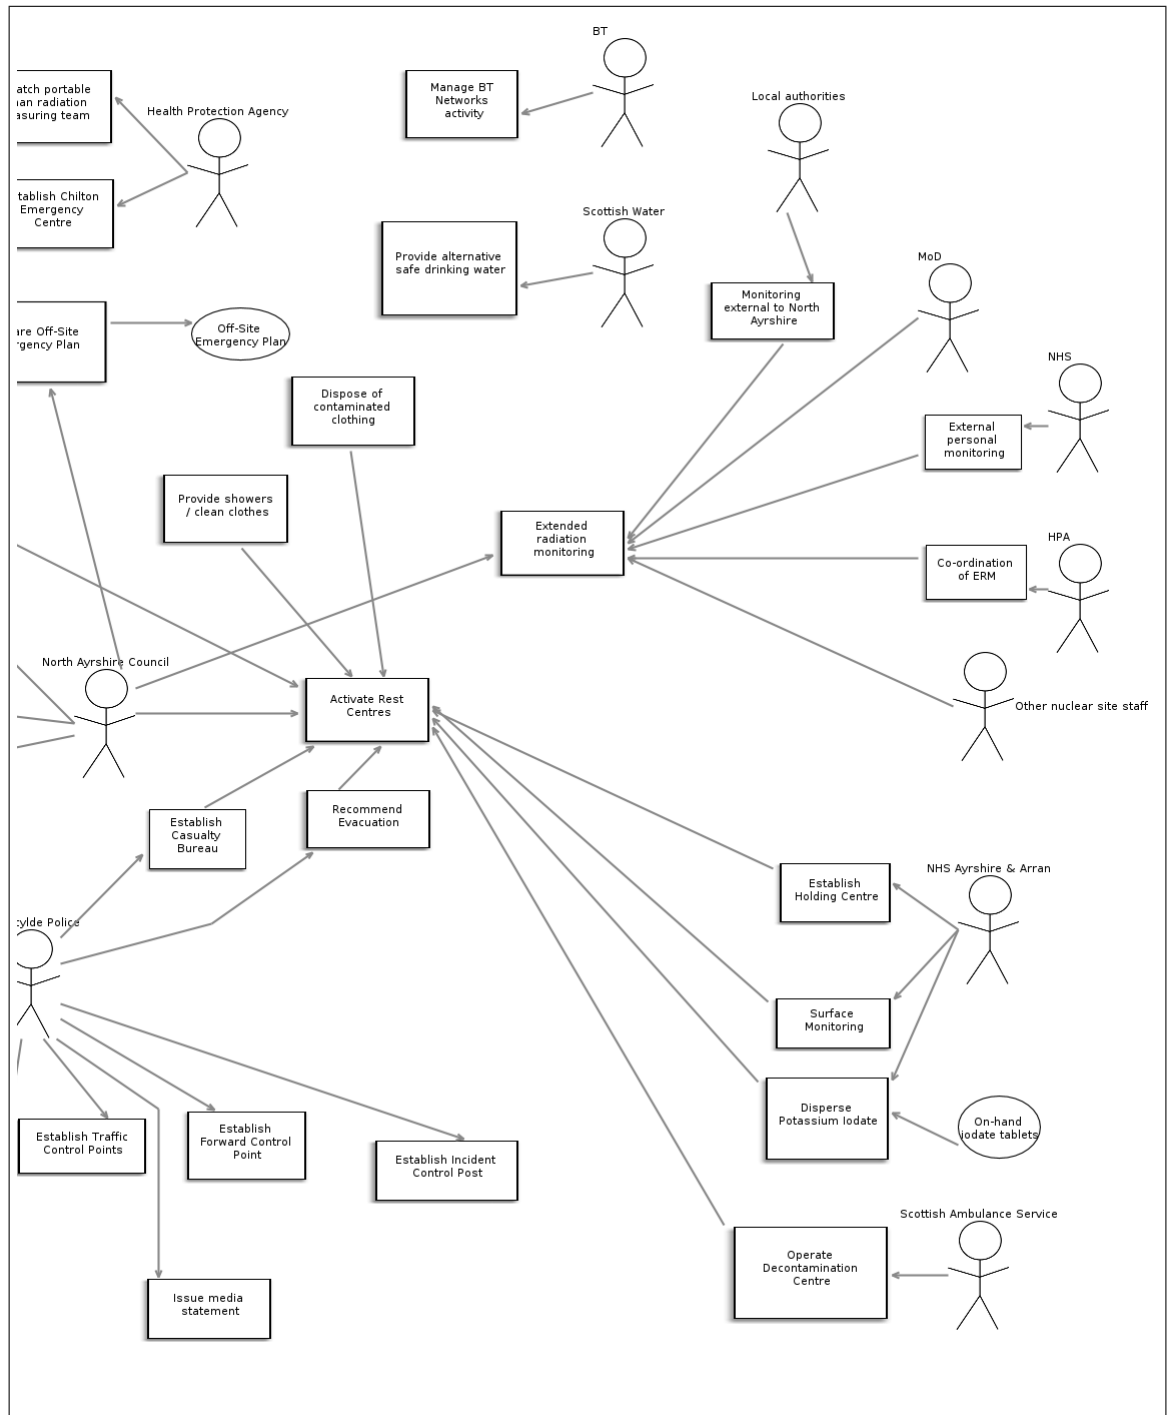 BT
Manage BT
Networks
activity
Local authorities
atch portable
an radiation
asuring team
Health Protection Agency
tablish Chilton
Emergency
Centre
Scottish Water
Provide alternative
safe drinking water
MoD
Monitoring
external to North
Ayrshire
are Off-Site
rgency Plan
Off-Site
Emergency Plan
NHS
Dispose of
contaminated
clothing
External
personal
monitoring
Provide showers
/ clean clothes
Extended
radiation
monitoring
HPA
Co-ordination
of ERM
North Ayrshire Council
Activate Rest
Centres
Other nuclear site staff
Recommend
Evacuation
Establish
Casualty
Bureau
NHS Ayrshire & Arran
Establish
Holding Centre
cylde Police
Surface
Monitoring
Disperse
Potassium Iodate
On-hand
iodate tablets
Establish Traffic
Control Points
Establish
Forward Control
Point
Establish Incident
Control Post
Scottish Ambulance Service
Operate
Decontamination
Centre
Issue media
statement